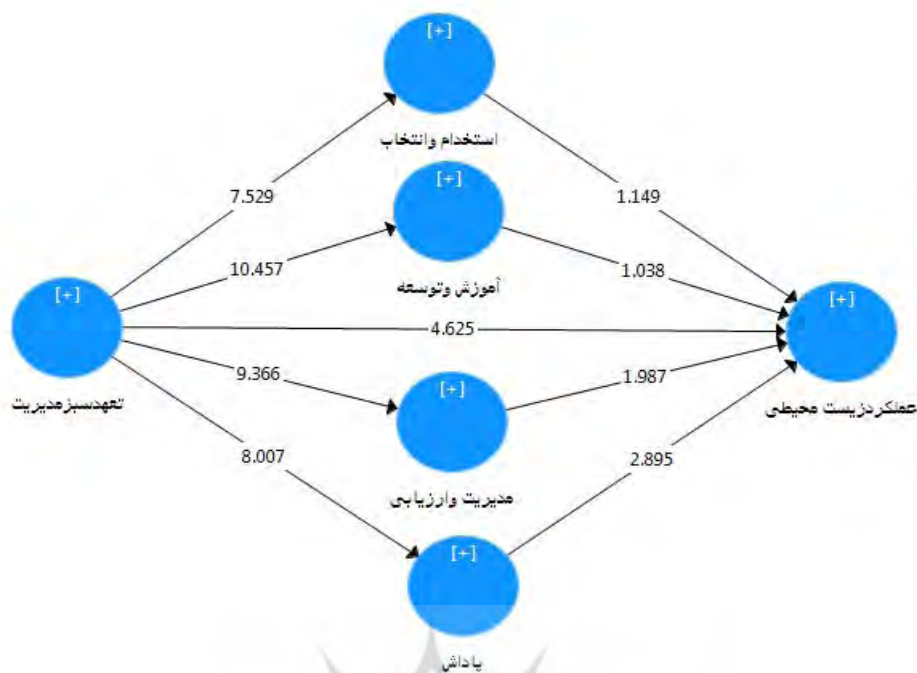 [+]
استخدام وانتخاب
7.529
1.149
[+]
آموزش وتوسعه
10.457
1.038
[+]
تعهدسبزمدیریت
4.625
[+]
عملکردزیست محیطی
9.366
1.987
[+]
مدیریت وارزیابی
8.007
2.895
[+]
پاداش